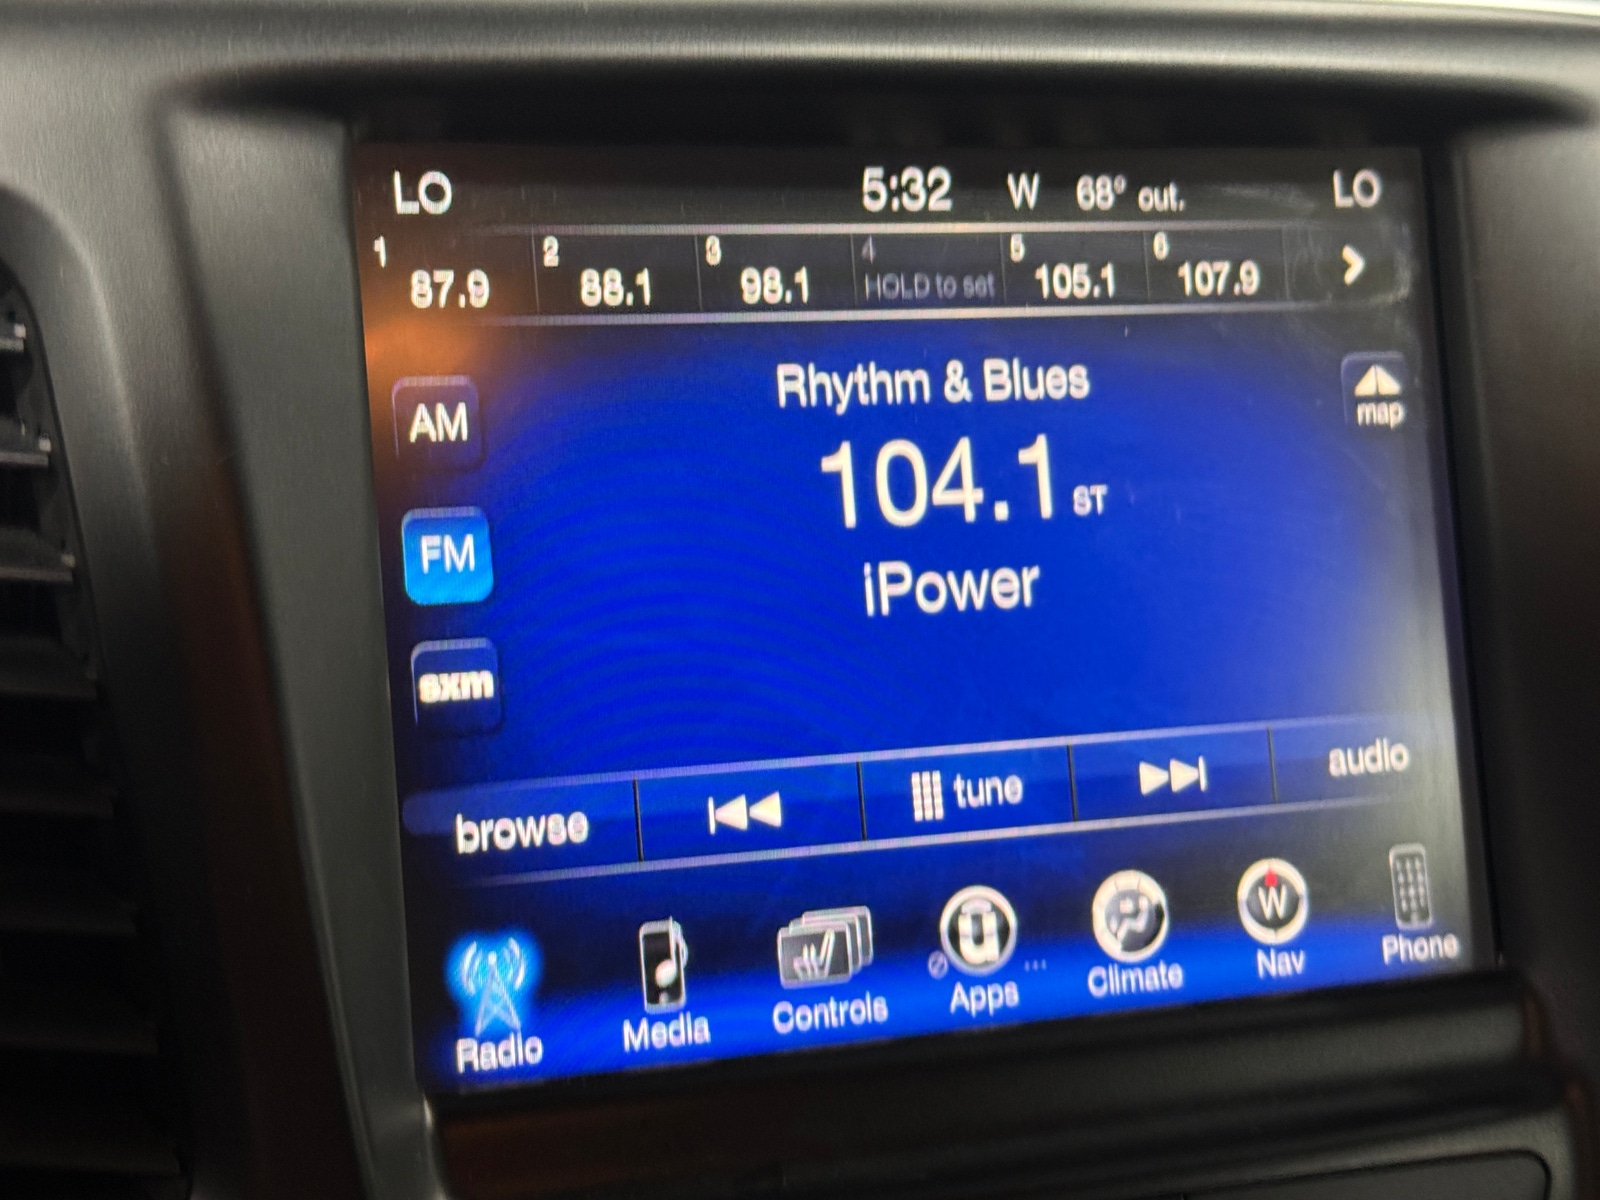 LO 5:32 W 68° out. LO
1 87.9 2 88.1 3 98.1 4 HOLD to set 5 105.1 6 107.9
Rhythm & Blues
map
AM
104.1 ST
FM
iPower
sxm
browse tune audio
Radio Media Controls Apps Climate W Nav Phone